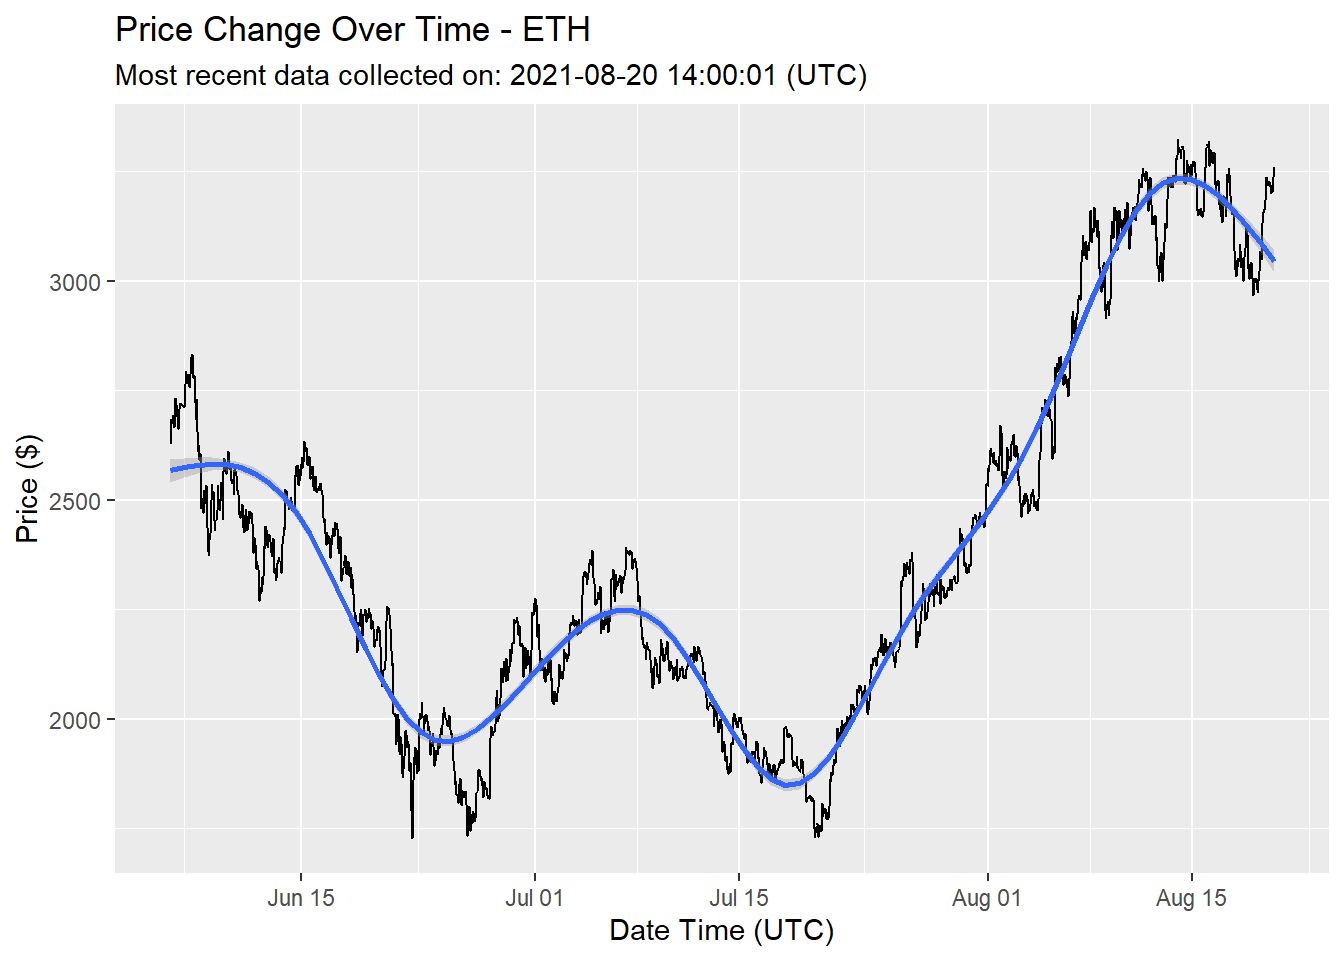 Price Change Over Time - ETH
Most recent data collected on: 2021-08-20 14:00:01 (UTC)
Price ($)
3000
2500
2000
Jun 15
Jul 01
Jul 15
Aug 01
Aug 15
Date Time (UTC)